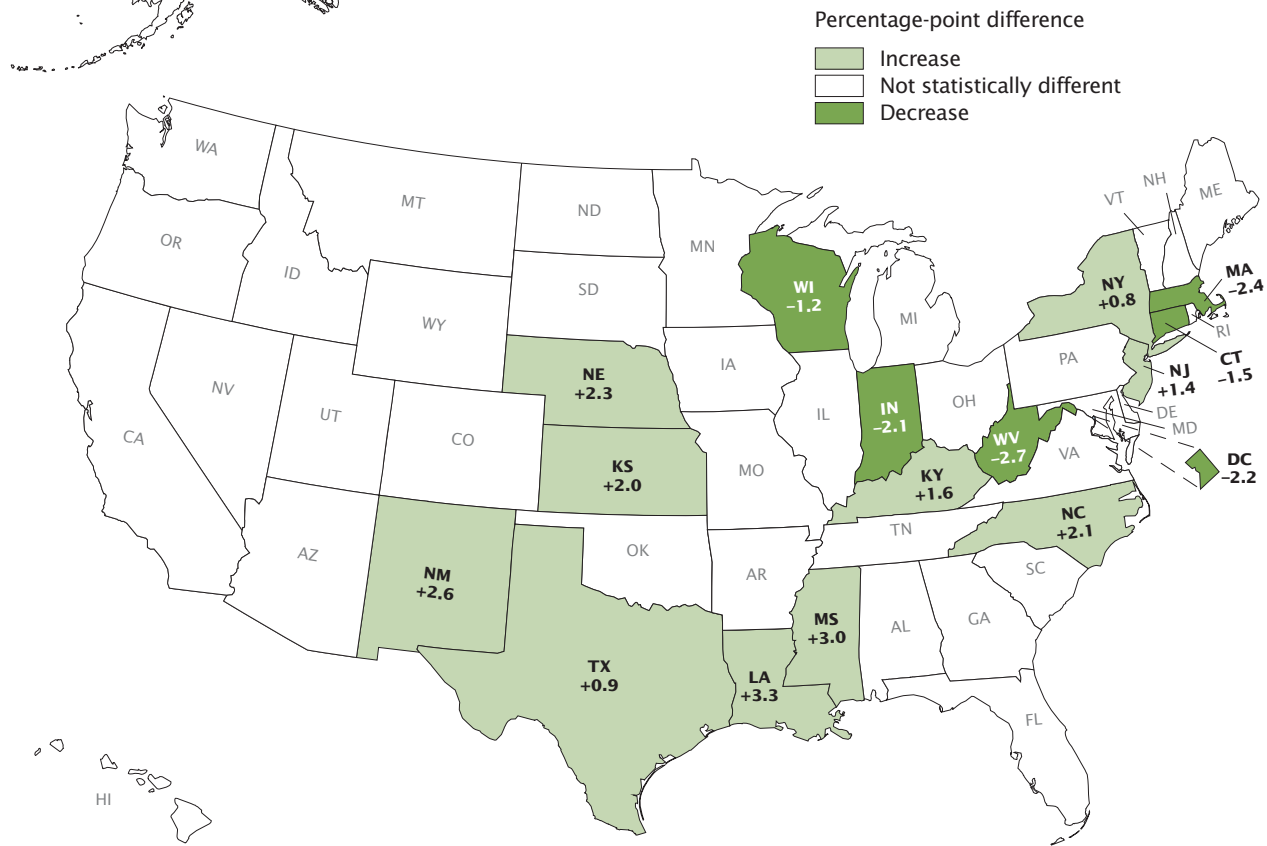 Percentage-point difference
Increase
Not statistically different
Decrease
WA
MT
ND
MN
VT
NH
ME
OR
ID
SD
WI
−1.2
NY
+0.8
MA
−2.4
WY
MI
RI
NE
+2.3
IA
PA
CT
−1.5
NJ
+1.4
NV
UT
CO
IL
IN
−2.1
OH
DE
MD
CA
KS
+2.0
MO
WV
−2.7
VA
DC
−2.2
KY
+1.6
NC
+2.1
AZ
NM
+2.6
OK
AR
TN
SC
MS
+3.0
AL
GA
TX
+0.9
LA
+3.3
FL
HI